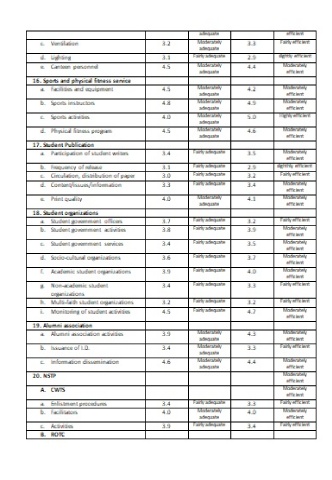 adequate efficient
c. Ventilation 3.2 Moderately adequate 3.3 Fairly efficient
d. Lighting 3.1 Fairly adequate 2.9 slightly efficient
e. Canteen personnel 4.5 Moderately adequate 4.4 Moderately efficient
16. Sports and physical fitness service
a. Facilities and equipment 4.5 Moderately adequate 4.2 Moderately efficient
b. Sports instructors 4.8 Moderately adequate 4.9 Moderately efficient
c. Sports activities 4.0 Moderately adequate 5.0 Highly efficient
d. Physical fitness program 4.5 Moderately adequate 4.6 Moderately efficient
17. Student Publication
a. Participation of student writers 3.4 Fairly adequate 3.5 Moderately efficient
b. Frequency of release 3.1 Fairly adequate 2.9 slightly efficient
c. Circulation, distribution of paper 3.0 Fairly adequate 3.2 Fairly efficient
d. Content/issues/information 3.3 Fairly adequate 3.4 Moderately efficient
e. Print quality 4.0 Moderately adequate 4.3 Moderately efficient
18. Student organizations
a. Student government offices 3.7 Fairly adequate 3.2 Fairly efficient
b. Student government activities 3.8 Fairly adequate 3.9 Moderately efficient
c. Student government services 3.4 Fairly adequate 3.5 Moderately efficient
d. Socio-cultural organizations 3.6 Fairly adequate 3.7 Moderately efficient
f. Academic student organizations 3.9 Fairly adequate 4.0 Moderately efficient
g. Non-academic student organizations 3.4 Fairly adequate 3.3 Fairly efficient
h. Multi-faith student organizations 3.2 Fairly adequate 3.2 Fairly efficient
i. Monitoring of student activities 4.5 Fairly adequate 4.7 Moderately efficient
19. Alumni association
a. Alumni association activities 3.9 Moderately adequate 4.3 Moderately efficient
b. Issuance of I.D. 3.4 Moderately adequate 3.3 Fairly efficient
c. Information dissemination 4.6 Moderately adequate 4.4 Moderately efficient
20. NSTP Moderately efficient
A. CWTS Moderately efficient
a. Enlistment procedures 3.4 Fairly adequate 3.3 Fairly efficient
b. Facilitators 4.0 Moderately adequate 4.0 Moderately efficient
c. Activities 3.9 Fairly adequate 3.4 Fairly efficient
B. ROTC